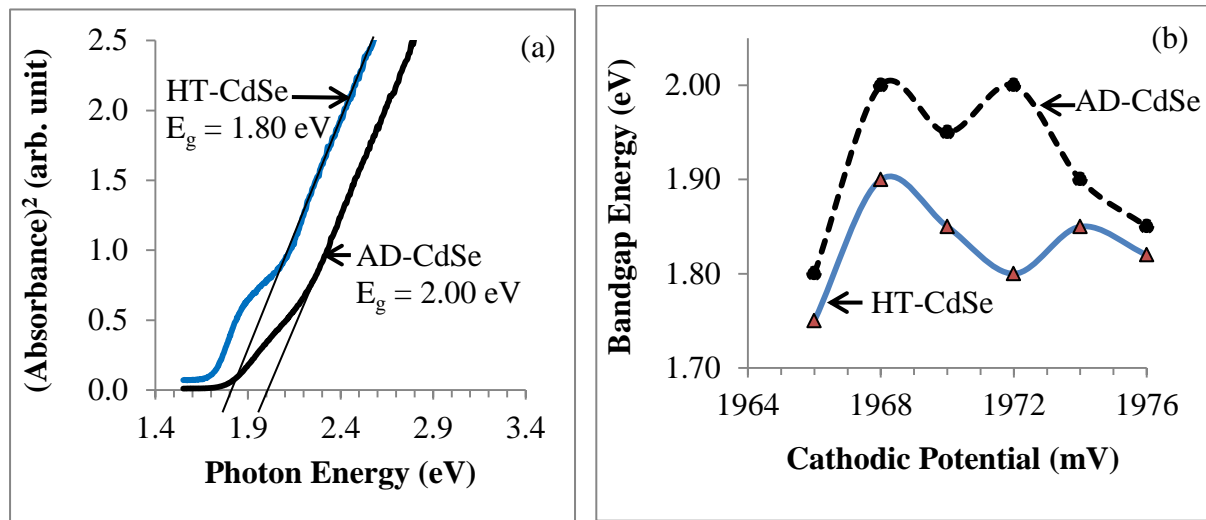 (a)
2.5
2.0
1.5
1.0
0.5
0.0
(Absorbance)² (arb. unit)
HT-CdSe
E_g = 1.80 eV
AD-CdSe
E_g = 2.00 eV
1.4 1.9 2.4 2.9 3.4
Photon Energy (eV)
(b)
2.00
1.90
1.80
1.70
Bandgap Energy (eV)
AD-CdSe
HT-CdSe
1964 1968 1972 1976
Cathodic Potential (mV)